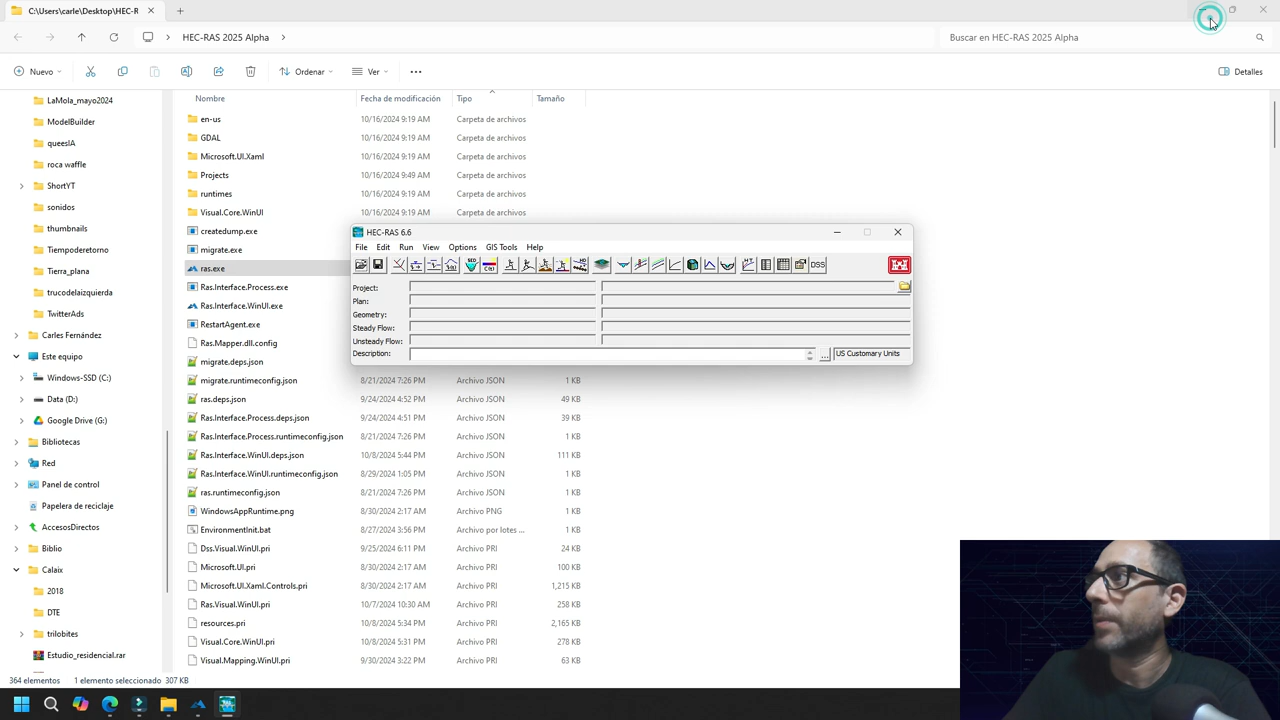 C:\Users\carle\Desktop\HEC-R
HEC-RAS 2025 Alpha
Buscar en HEC-RAS 2025 Alpha
Nuevo
Ordenar
Ver
Detalles
Nombre Fecha de modificación Tipo Tamaño
LaMola_mayo2024
ModelBuilder
queesIA
roca waffle
ShortYT
sonidos
thumbnails
Tiempoderetorno
Tierra_plana
trucodelaizquierda
TwitterAds
Carles Fernández
Este equipo
Windows-SSD (C:)
Data (D:)
Google Drive (G:)
Bibliotecas
Red
Panel de control
Papelera de reciclaje
AccesosDirectos
Biblio
Calaix
2018
DTE
trilobites
Estudio_residencial.rar
en-us 10/16/2024 9:19 AM Carpeta de archivos
GDAL 10/16/2024 9:19 AM Carpeta de archivos
Microsoft.UI.Xaml 10/16/2024 9:19 AM Carpeta de archivos
Projects 10/16/2024 9:49 AM Carpeta de archivos
runtimes 10/16/2024 9:19 AM Carpeta de archivos
Visual.Core.WinUI 10/16/2024 9:19 AM Carpeta de archivos
createdump.exe
migrate.exe
ras.exe
Ras.Interface.Process.exe
Ras.Interface.WinUI.exe
RestartAgent.exe
Ras.Mapper.dll.config
migrate.deps.json
migrate.runtimeconfig.json 8/21/2024 7:26 PM Archivo JSON 1 KB
ras.deps.json 9/24/2024 4:52 PM Archivo JSON 49 KB
Ras.Interface.Process.deps.json 9/24/2024 4:51 PM Archivo JSON 39 KB
Ras.Interface.Process.runtimeconfig.json 8/21/2024 7:26 PM Archivo JSON 1 KB
Ras.Interface.WinUI.deps.json 10/8/2024 5:44 PM Archivo JSON 111 KB
Ras.Interface.WinUI.runtimeconfig.json 8/29/2024 1:05 PM Archivo JSON 1 KB
ras.runtimeconfig.json 8/21/2024 7:26 PM Archivo JSON 1 KB
WindowsAppRuntime.png 8/30/2024 2:17 AM Archivo PNG 1 KB
EnvironmentInit.bat 8/27/2024 3:56 PM Archivo por lotes ... 1 KB
Dss.Visual.WinUI.pri 9/25/2024 6:11 PM Archivo PRI 24 KB
Microsoft.UI.pri 8/30/2024 2:17 AM Archivo PRI 100 KB
Microsoft.UI.Xaml.Controls.pri 8/30/2024 2:17 AM Archivo PRI 1,215 KB
Ras.Visual.WinUI.pri 10/7/2024 10:30 AM Archivo PRI 258 KB
resources.pri 10/8/2024 5:34 PM Archivo PRI 2,165 KB
Visual.Core.WinUI.pri 10/8/2024 5:31 PM Archivo PRI 278 KB
Visual.Mapping.WinUI.pri 9/30/2024 3:22 PM Archivo PRI 63 KB
HEC-RAS 6.6
File Edit Run View Options GIS Tools Help
DSS
Project:
Plan:
Geometry:
Steady Flow:
Unsteady Flow:
Description: ... US Customary Units
364 elementos 1 elemento seleccionado 307 KB